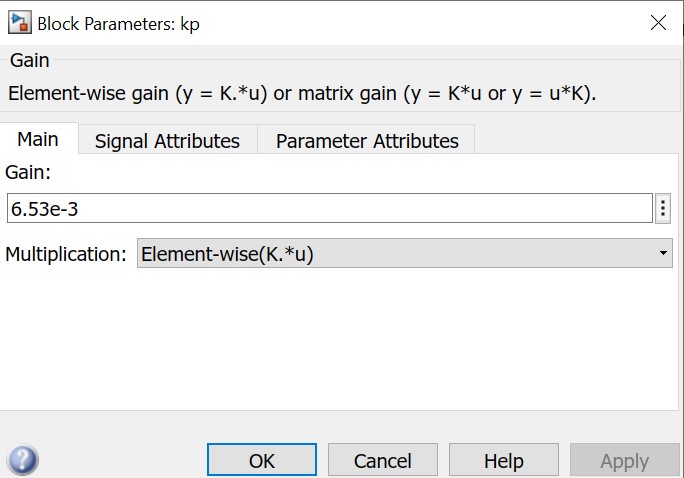 Block Parameters: kp
Gain
Element-wise gain (y = K.*u) or matrix gain (y = K*u or y = u*K).
Main Signal Attributes Parameter Attributes
Gain:
6.53e-3
Multiplication: Element-wise(K.*u)
? OK Cancel Help Apply